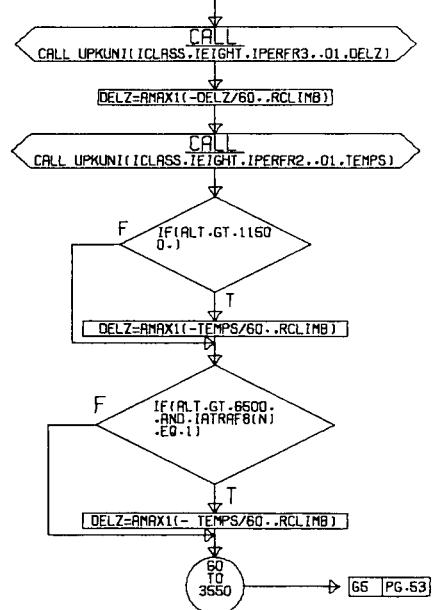 CALL
CALL UPKUNI(ICLASS.IEIGHT.IPERFR3..01.DELZ)
DELZ=AMAX1(-DELZ/60..RCLIMB)
CALL
CALL UPKUNI(ICLASS.IEIGHT.IPERFR2..01.TEMPS)
F
IF(ALT.GT.1150
0.)
T
DELZ=AMAX1(-TEMPS/60..RCLIMB)
F
IF(ALT.GT.6500.
.AND.IATRAF8(N)
.EQ.1)
T
DELZ=AMAX1(- TEMPS/60..RCLIMB)
GO
TO
3550
G5 PG.53